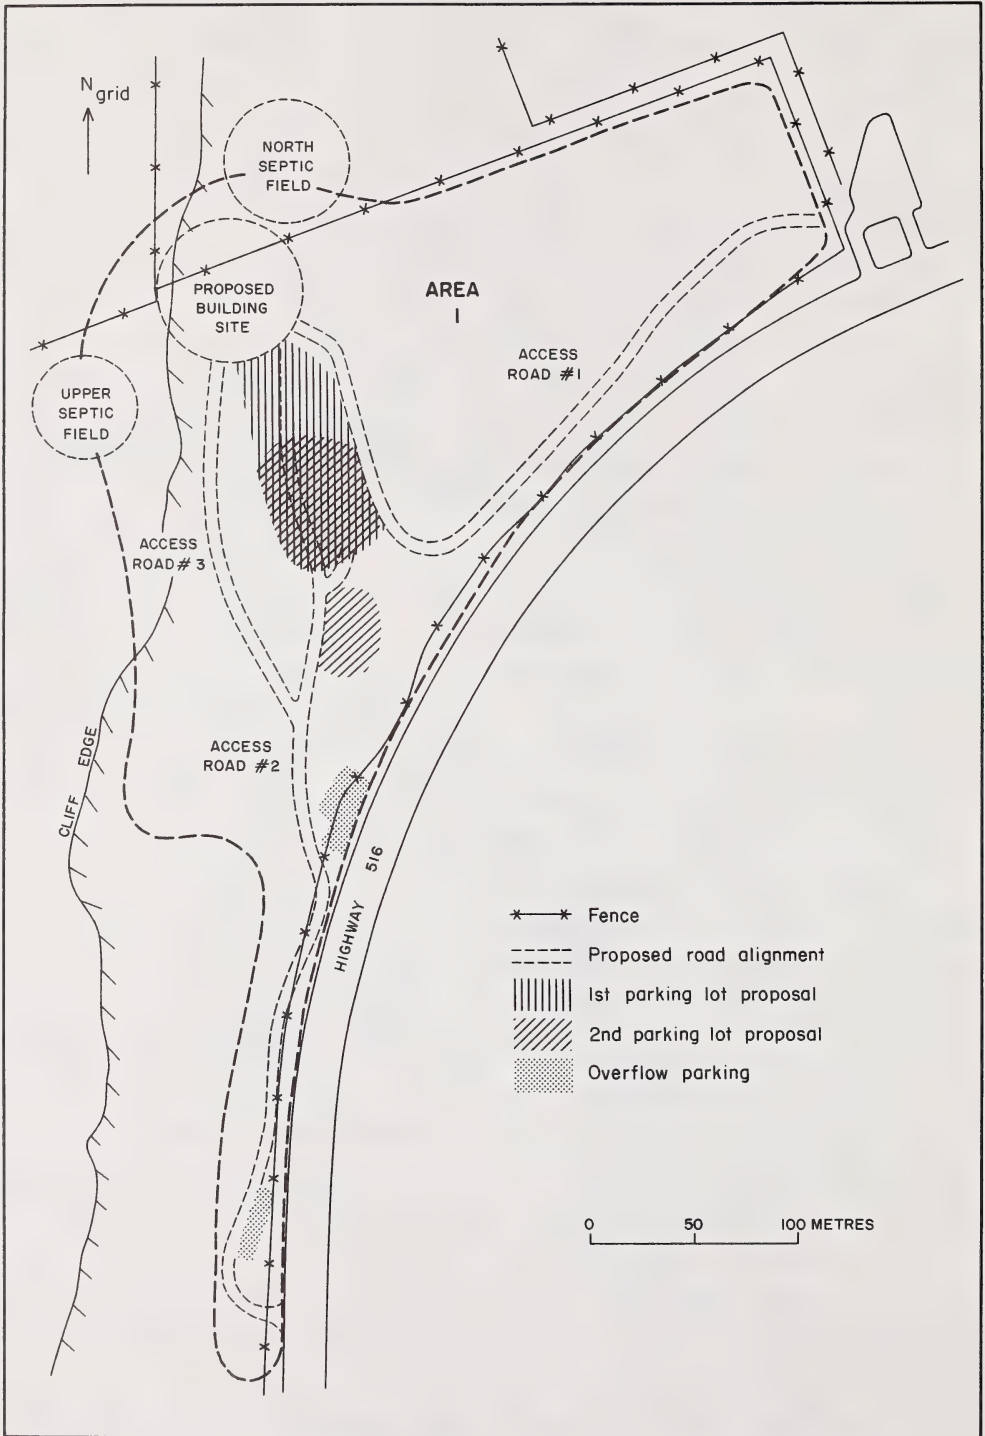 N
grid
NORTH
SEPTIC
FIELD
PROPOSED
BUILDING
SITE
AREA
I
ACCESS
ROAD #1
UPPER
SEPTIC
FIELD
ACCESS
ROAD #3
ACCESS
ROAD #2
CLIFF EDGE
HIGHWAY 516
Fence
Proposed road alignment
1st parking lot proposal
2nd parking lot proposal
Overflow parking
0 50 100 METRES